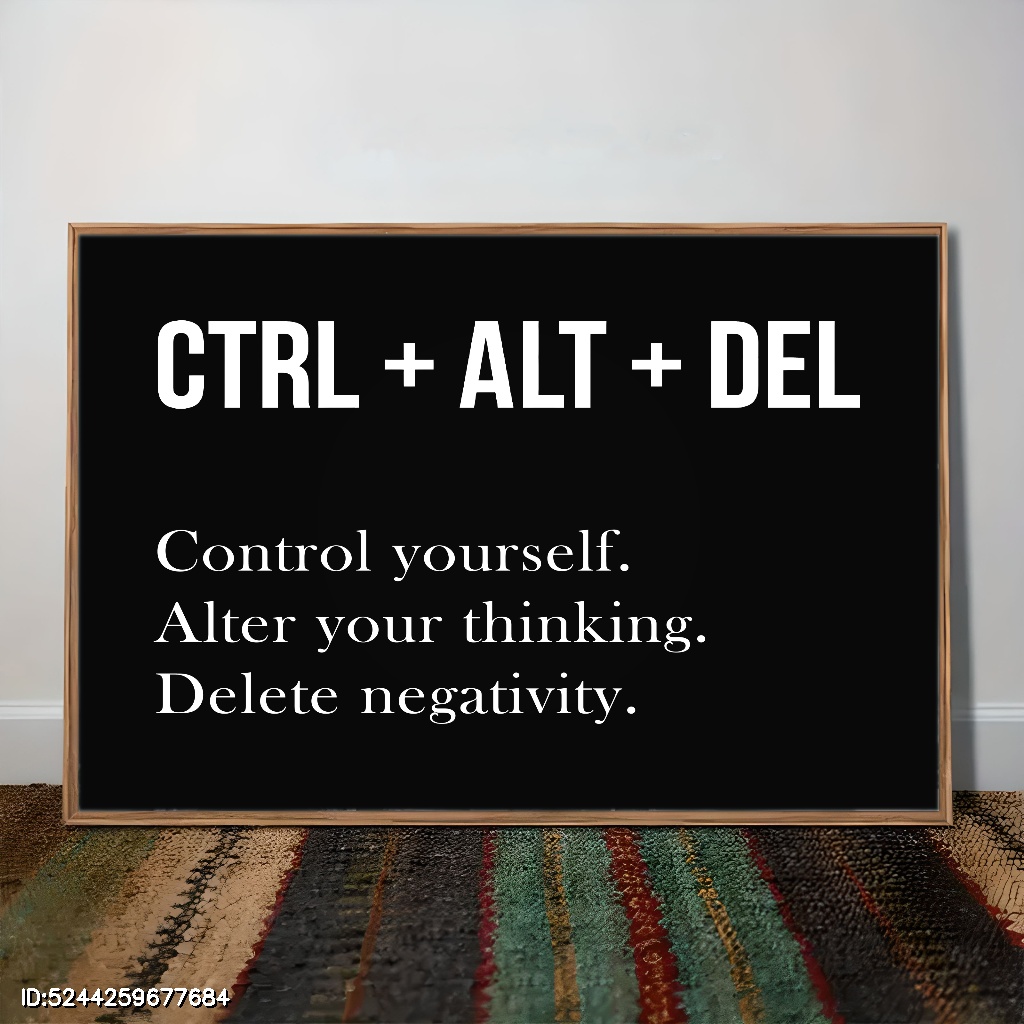 CTRL + ALT + DEL
Control yourself.
Alter your thinking.
Delete negativity.
ID:5244259677684